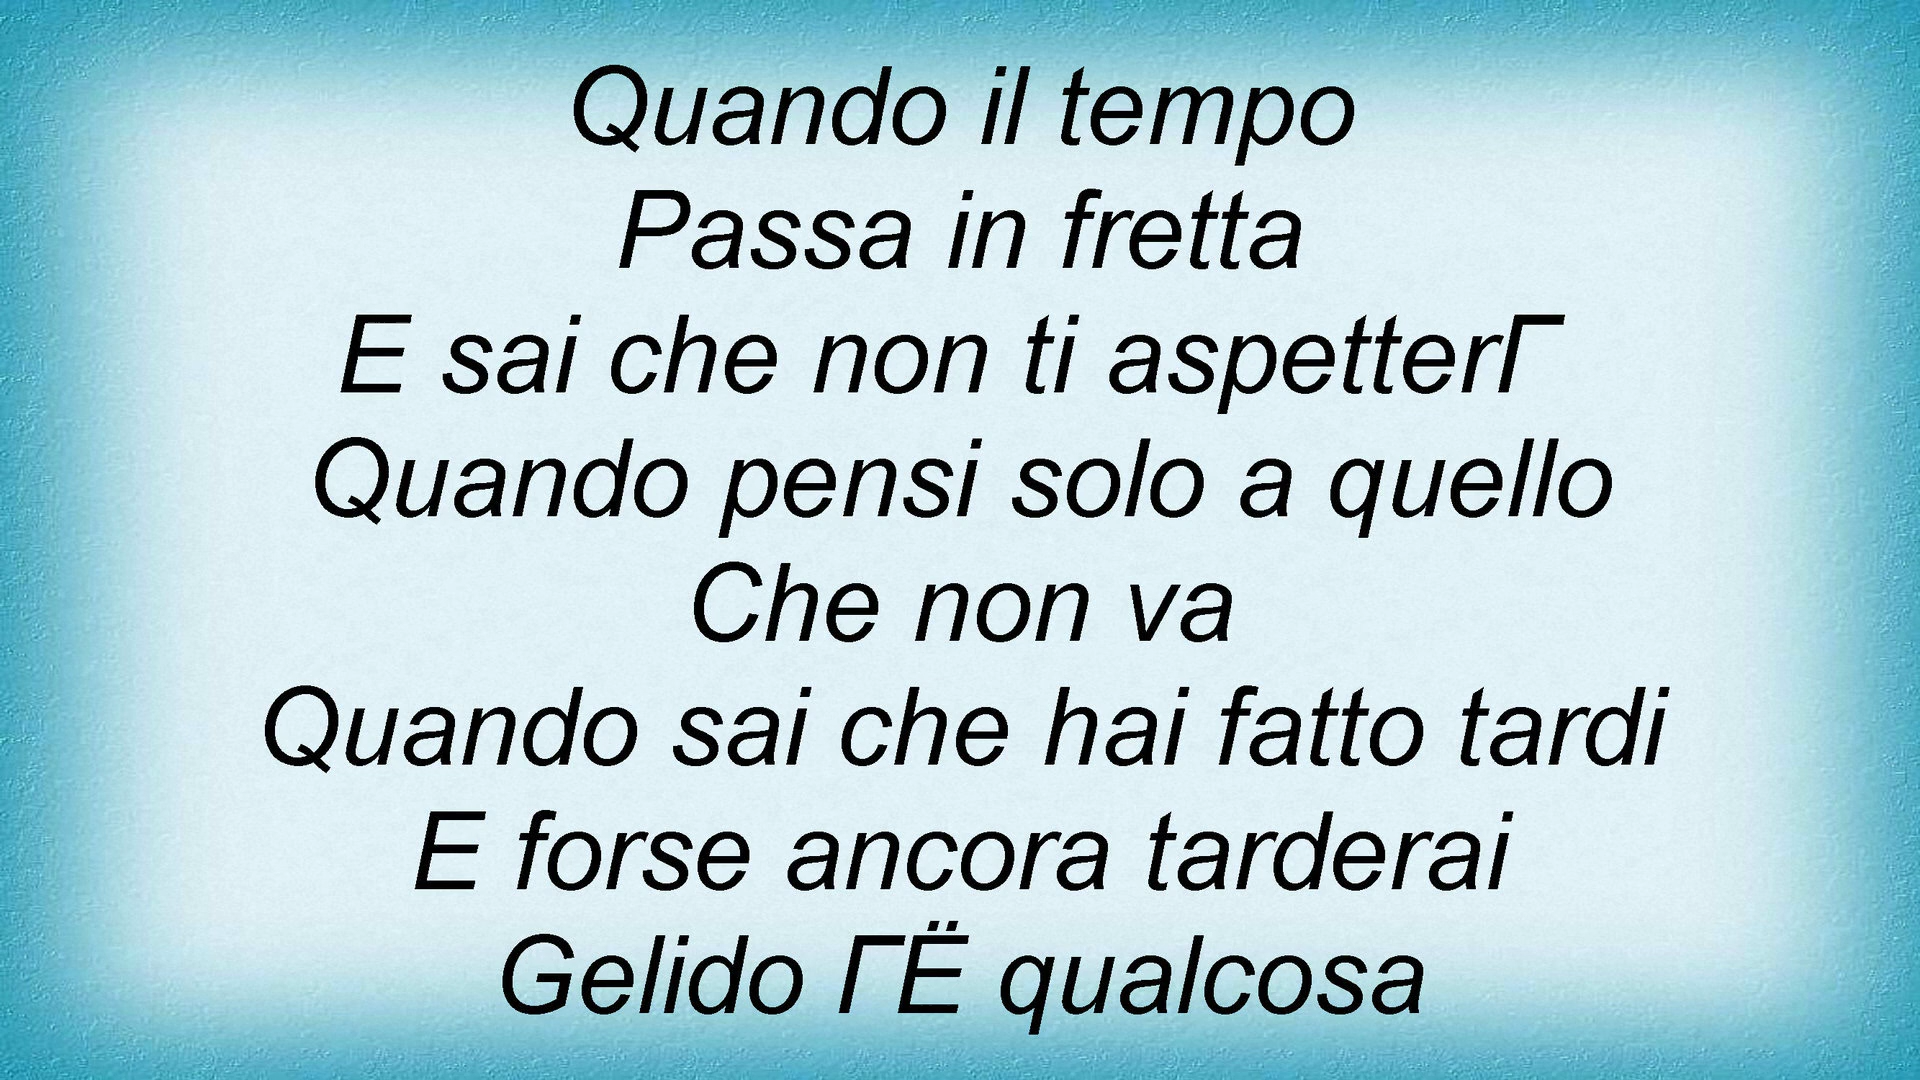 Quando il tempo
Passa in fretta
E sai che non ti aspetterГ
Quando pensi solo a quello
Che non va
Quando sai che hai fatto tardi
E forse ancora tarderai
Gelido ГЁ qualcosa